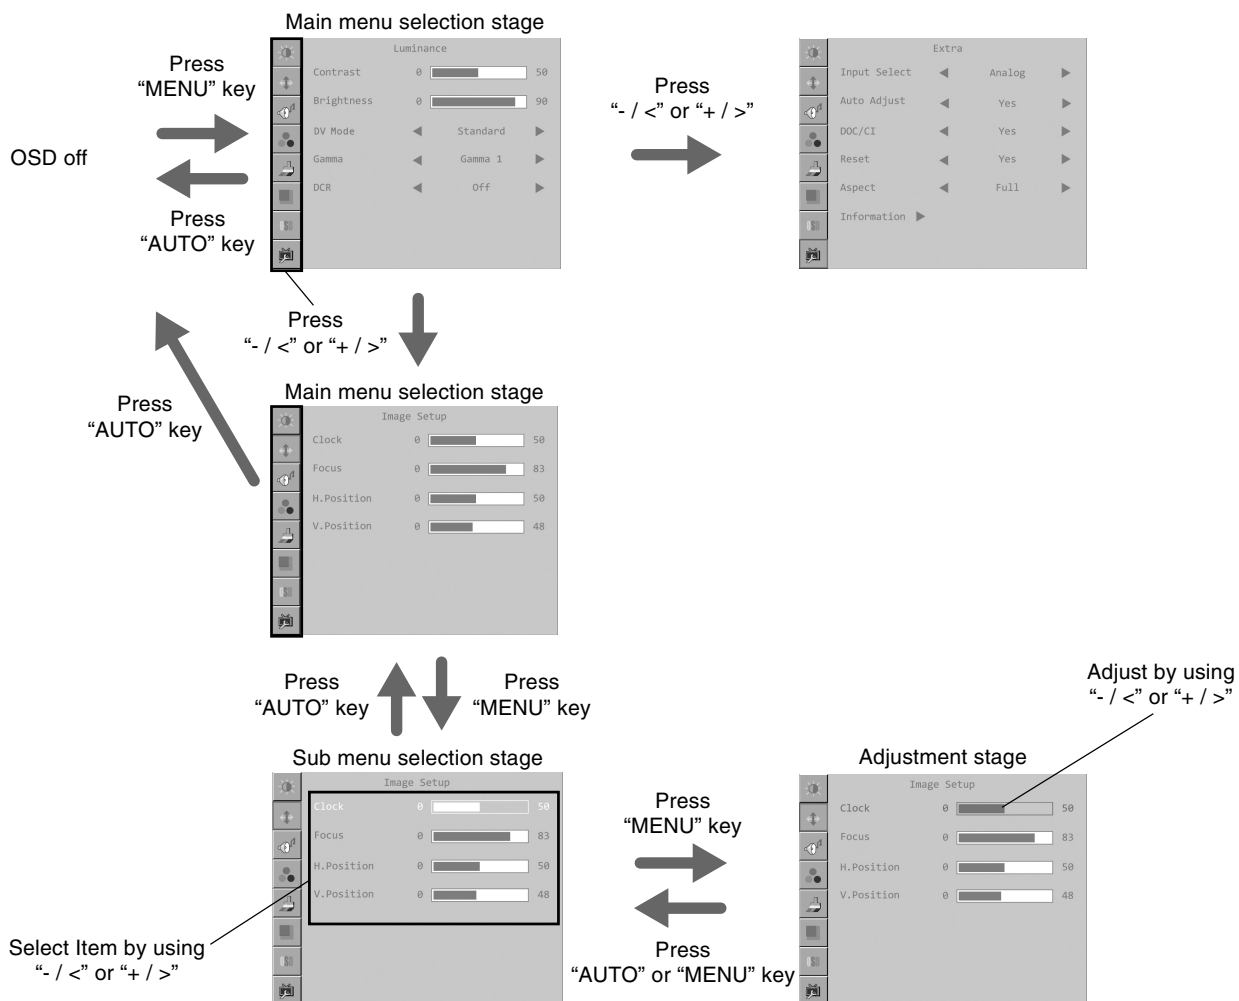 Main menu selection stage
Luminance
Contrast 0 50
Brightness 0 90
DV Mode Standard
Gamma Gamma 1
DCR Off
Press
“MENU” key
OSD off
Press
“AUTO” key
Press
“- / <” or “+ / >”
Extra
Input Select Analog
Auto Adjust Yes
DOC/CI Yes
Reset Yes
Aspect Full
Information
Press
“- / <” or “+ / >”
Press
“AUTO” key
Main menu selection stage
Image Setup
Clock 0 50
Focus 0 83
H.Position 0 50
V.Position 0 48
Press
“AUTO” key
Press
“MENU” key
Sub menu selection stage
Image Setup
Clock 0 50
Focus 0 83
H.Position 0 50
V.Position 0 48
Select Item by using
“- / <” or “+ / >”
Press
“MENU” key
Press
“AUTO” or “MENU” key
Adjust by using
“- / <” or “+ / >”
Adjustment stage
Image Setup
Clock 0 50
Focus 0 83
H.Position 0 50
V.Position 0 48